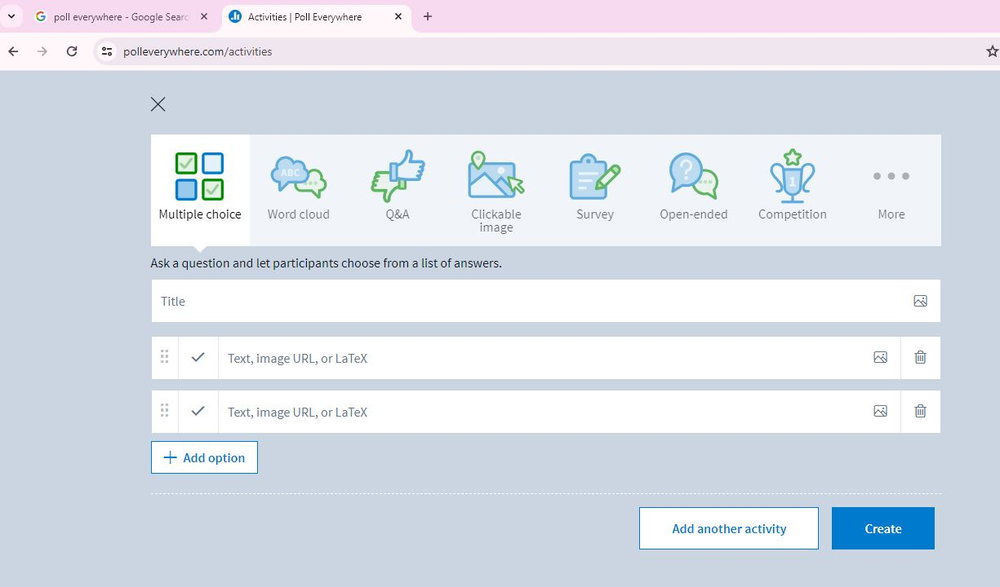 poll everywhere - Google Searc
Activities | Poll Everywhere
polleverywhere.com/activities
Multiple choice
ABC
Word cloud
Q&A
Clickable
image
Survey
?
Open-ended
1
Competition
More
Ask a question and let participants choose from a list of answers.
Title
Text, image URL, or LaTeX
Text, image URL, or LaTeX
Add option
Add another activity
Create